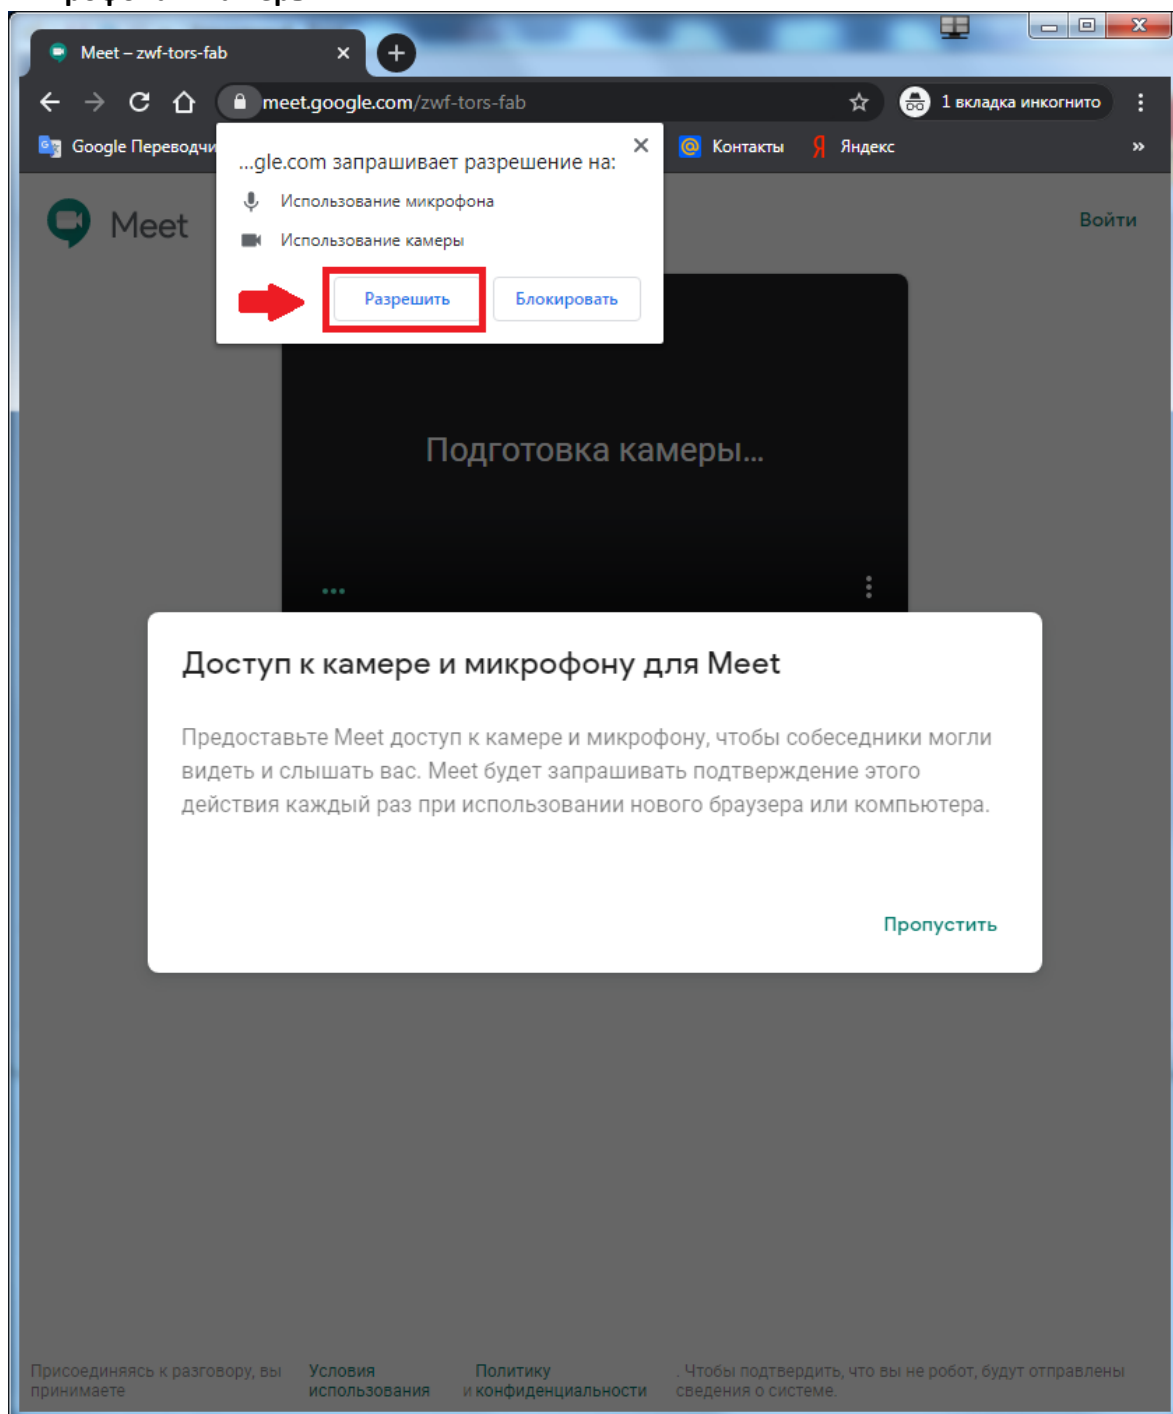 Meet – zwf-tors-fab
meet.google.com/zwf-tors-fab
1 вкладка инкогнито
Google Переводчи
Контакты
Яндекс
...gle.com запрашивает разрешение на:
Использование микрофона
Использование камеры
Разрешить
Блокировать
Meet
Войти
Подготовка камеры...
Доступ к камере и микрофону для Meet
Предоставьте Meet доступ к камере и микрофону, чтобы собеседники могли
видеть и слышать вас. Meet будет запрашивать подтверждение этого
действия каждый раз при использовании нового браузера или компьютера.
Пропустить
Присоединяясь к разговору, вы Условия Политику . Чтобы подтвердить, что вы не робот, будут отправлены
принимаете использования и конфиденциальности сведения о системе.